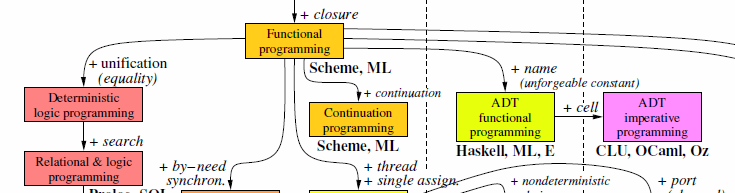 + closure
Functional
programming
Scheme, ML
+ unification
(equality)
Deterministic
logic programming
+ search
Relational & logic
programming
+ continuation
Continuation
programming
Scheme, ML
+ name
(unforgeable constant)
ADT
functional
programming
Haskell, ML, E
+ cell
ADT
imperative
programming
CLU, OCaml, Oz
+ by−need
synchron.
+ thread
+ single assign.
+ nondeterministic
+ port